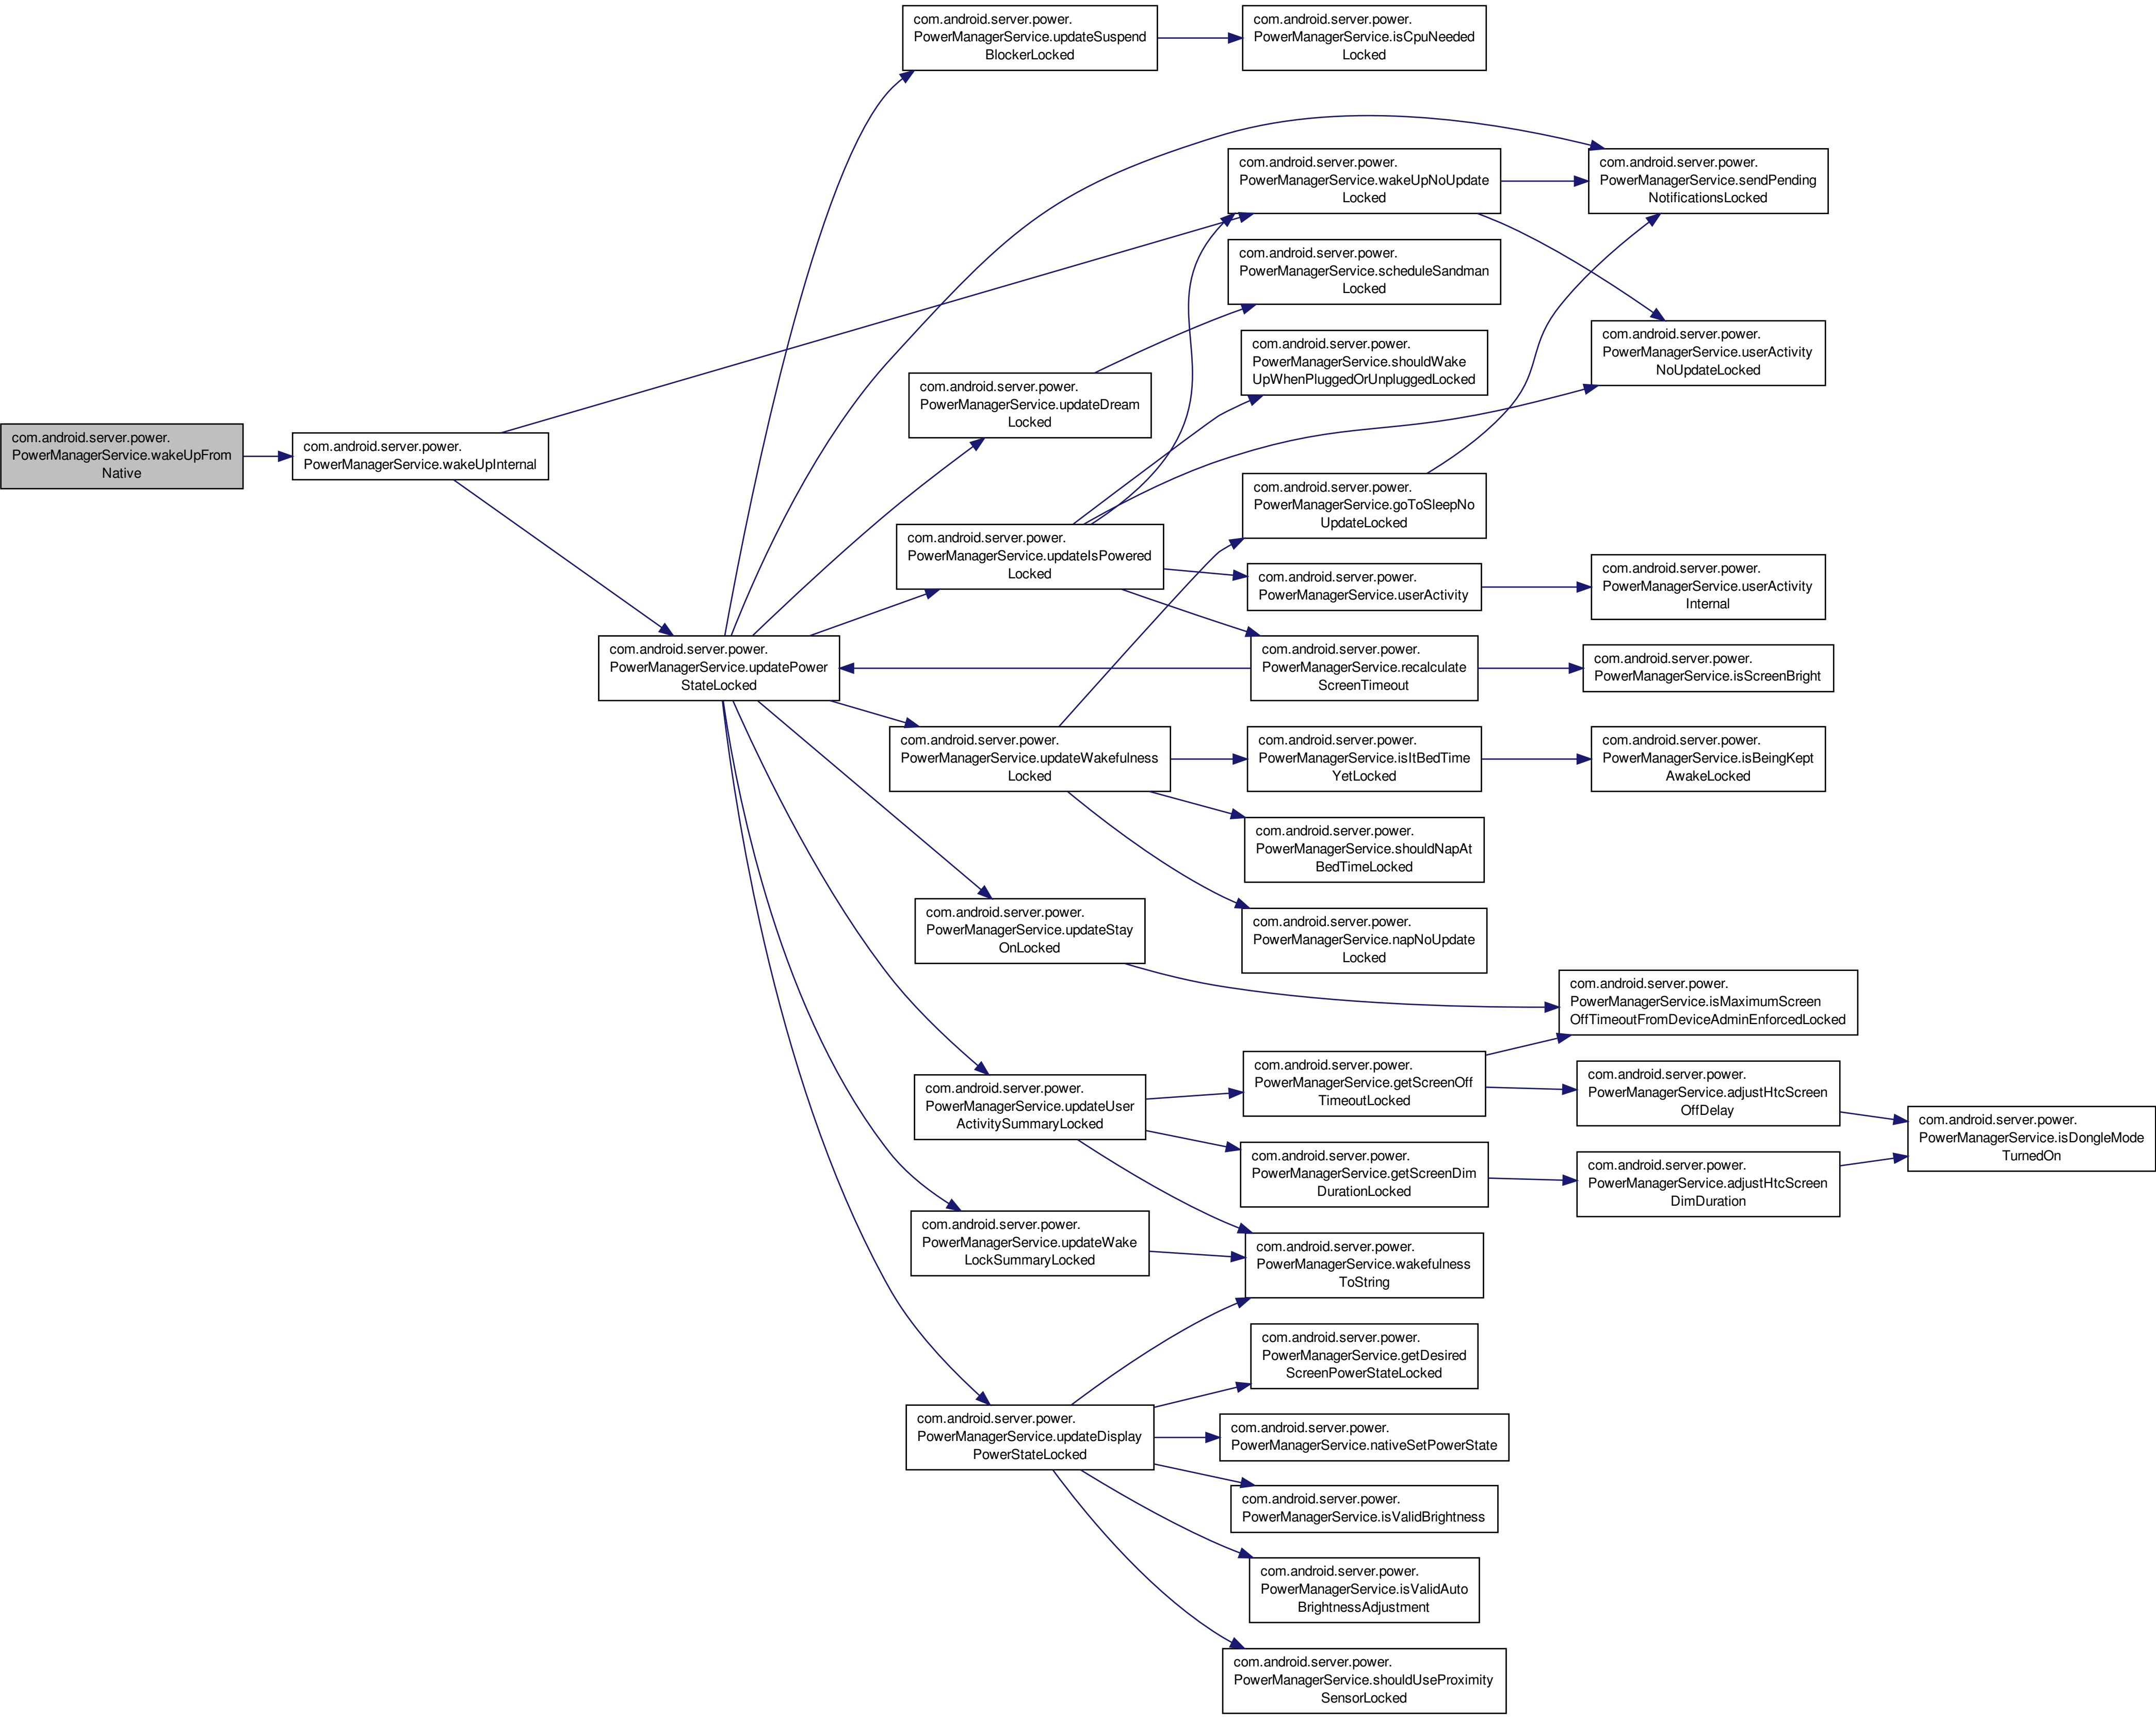 com.android.server.power.
PowerManagerService.wakeUpFrom
Native
com.android.server.power.
PowerManagerService.wakeUpInternal
com.android.server.power.
PowerManagerService.updatePower
StateLocked
com.android.server.power.
PowerManagerService.updateSuspend
BlockerLocked
com.android.server.power.
PowerManagerService.updateDream
Locked
com.android.server.power.
PowerManagerService.updateIsPowered
Locked
com.android.server.power.
PowerManagerService.updateWakefulness
Locked
com.android.server.power.
PowerManagerService.updateStay
OnLocked
com.android.server.power.
PowerManagerService.updateUser
ActivitySummaryLocked
com.android.server.power.
PowerManagerService.updateWake
LockSummaryLocked
com.android.server.power.
PowerManagerService.updateDisplay
PowerStateLocked
com.android.server.power.
PowerManagerService.isCpuNeeded
Locked
com.android.server.power.
PowerManagerService.wakeUpNoUpdate
Locked
com.android.server.power.
PowerManagerService.scheduleSandman
Locked
com.android.server.power.
PowerManagerService.shouldWake
UpWhenPluggedOrUnpluggedLocked
com.android.server.power.
PowerManagerService.goToSleepNo
UpdateLocked
com.android.server.power.
PowerManagerService.userActivity
com.android.server.power.
PowerManagerService.recalculate
ScreenTimeout
com.android.server.power.
PowerManagerService.isItBedTime
YetLocked
com.android.server.power.
PowerManagerService.shouldNapAt
BedTimeLocked
com.android.server.power.
PowerManagerService.napNoUpdate
Locked
com.android.server.power.
PowerManagerService.getScreenOff
TimeoutLocked
com.android.server.power.
PowerManagerService.getScreenDim
DurationLocked
com.android.server.power.
PowerManagerService.wakefulness
ToString
com.android.server.power.
PowerManagerService.getDesired
ScreenPowerStateLocked
com.android.server.power.
PowerManagerService.nativeSetPowerState
com.android.server.power.
PowerManagerService.isValidBrightness
com.android.server.power.
PowerManagerService.isValidAuto
BrightnessAdjustment
com.android.server.power.
PowerManagerService.shouldUseProximity
SensorLocked
com.android.server.power.
PowerManagerService.sendPending
NotificationsLocked
com.android.server.power.
PowerManagerService.userActivity
NoUpdateLocked
com.android.server.power.
PowerManagerService.userActivity
Internal
com.android.server.power.
PowerManagerService.isScreenBright
com.android.server.power.
PowerManagerService.isBeingKept
AwakeLocked
com.android.server.power.
PowerManagerService.isMaximumScreen
OffTimeoutFromDeviceAdminEnforcedLocked
com.android.server.power.
PowerManagerService.adjustHtcScreen
OffDelay
com.android.server.power.
PowerManagerService.adjustHtcScreen
DimDuration
com.android.server.power.
PowerManagerService.isDongleMode
TurnedOn